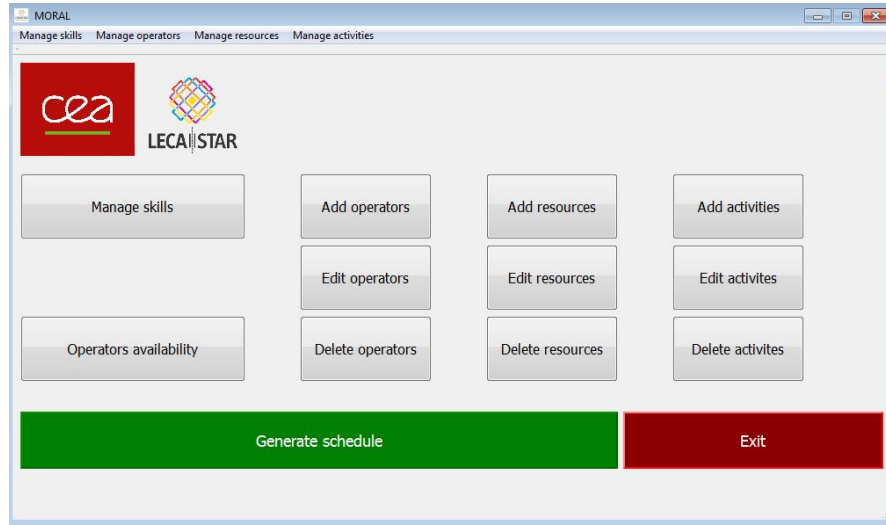 MORAL
Manage skills Manage operators Manage resources Manage activities
cea
LECA STAR
Manage skills Add operators Add resources Add activities
Edit operators Edit resources Edit activites
Operators availability Delete operators Delete resources Delete activites
Generate schedule Exit